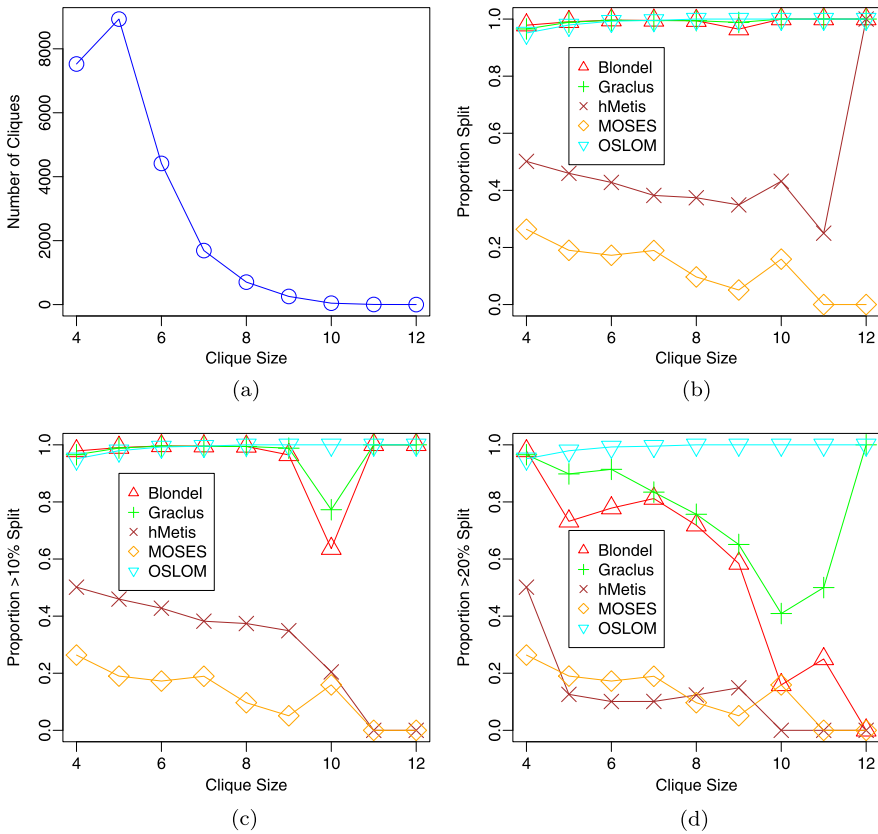 Number of Cliques
0 2000 4000 6000 8000
4 6 8 10 12
Clique Size
(a)
Proportion Split
0.0 0.2 0.4 0.6 0.8 1.0
Blondel
Graclus
hMetis
MOSES
OSLOM
4 6 8 10 12
Clique Size
(b)
Proportion >10% Split
0.0 0.2 0.4 0.6 0.8 1.0
Blondel
Graclus
hMetis
MOSES
OSLOM
4 6 8 10 12
Clique Size
(c)
Proportion >20% Split
0.0 0.2 0.4 0.6 0.8 1.0
Blondel
Graclus
hMetis
MOSES
OSLOM
4 6 8 10 12
Clique Size
(d)